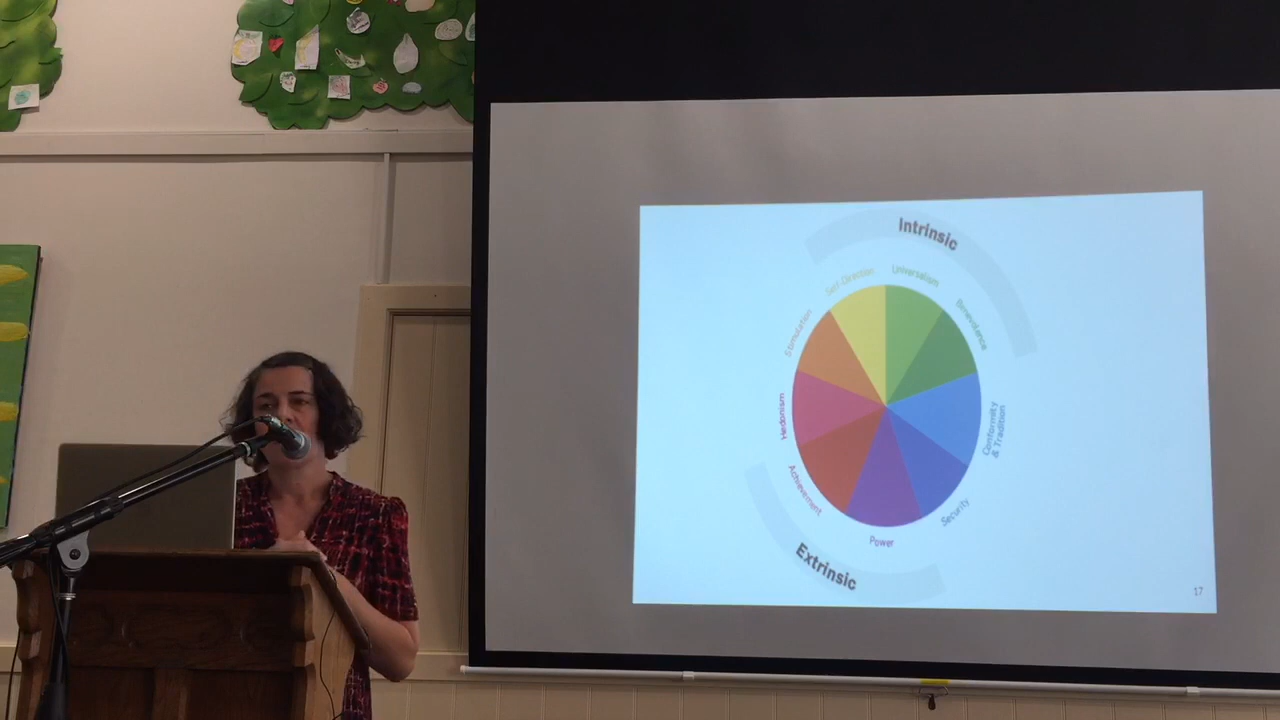 Intrinsic
Self-Direction
Universalism
Benevolence
Stimulation
Hedonism
Conformity
& Tradition
Achievement
Security
Power
Extrinsic
17